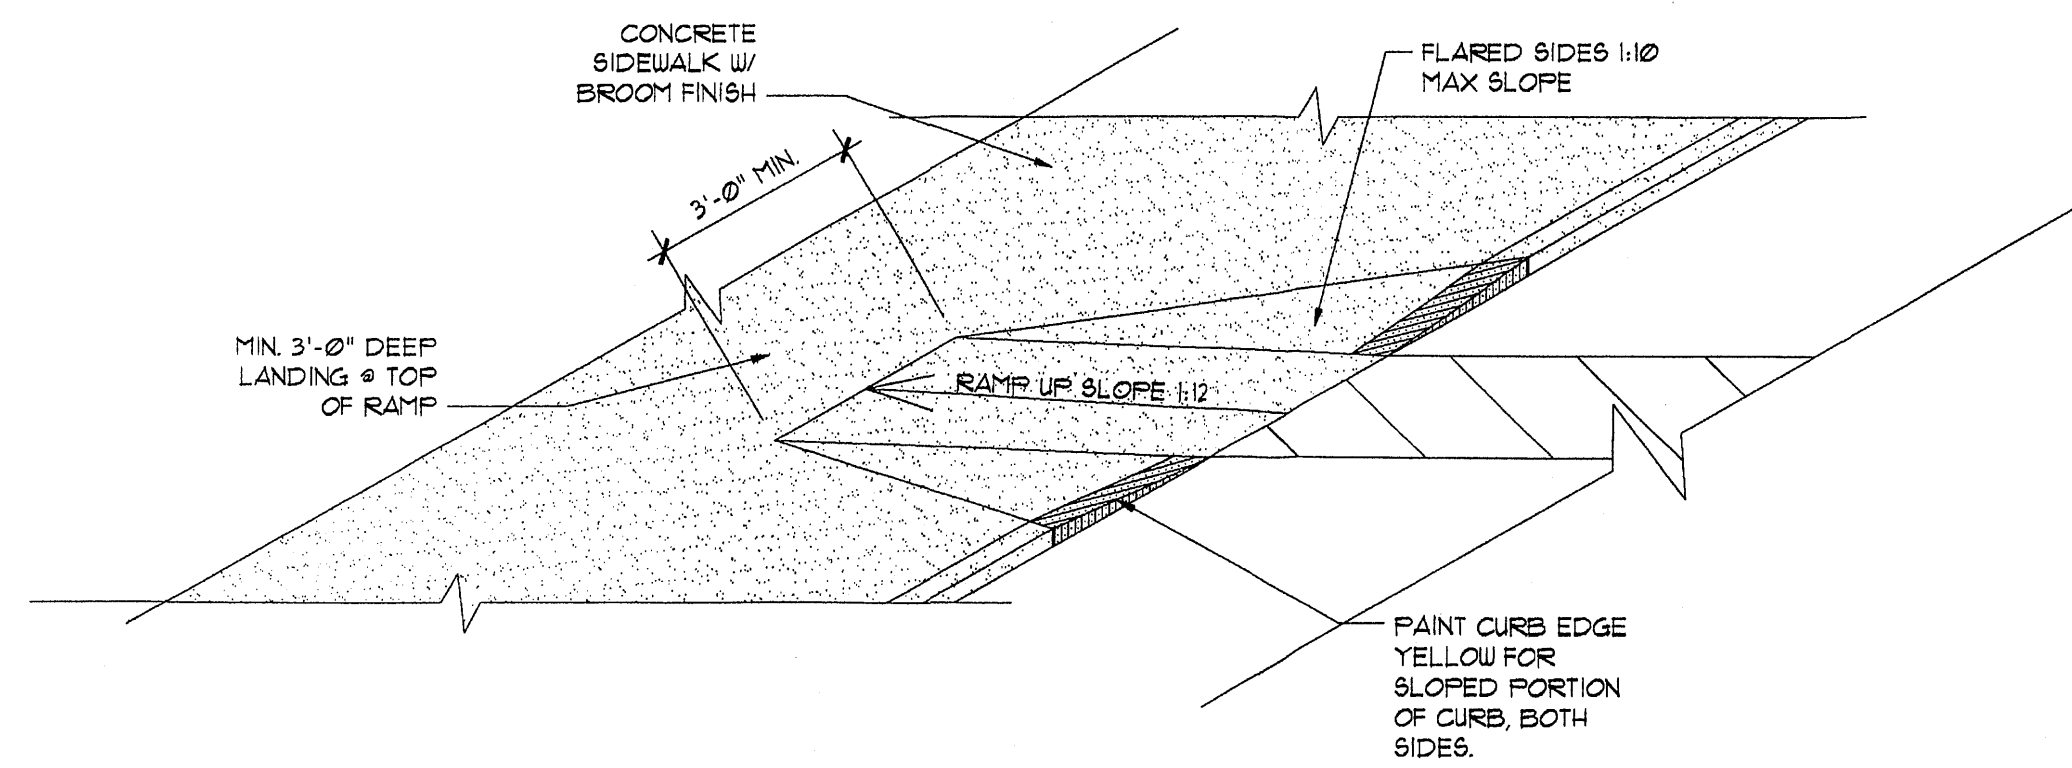 CONCRETE
SIDEWALK W/
BROOM FINISH
FLARED SIDES 1:10
MAX SLOPE
3'-0" MIN.
MIN. 3'-0" DEEP
LANDING @ TOP
OF RAMP
RAMP UP SLOPE 1:12
PAINT CURB EDGE
YELLOW FOR
SLOPED PORTION
OF CURB, BOTH
SIDES.